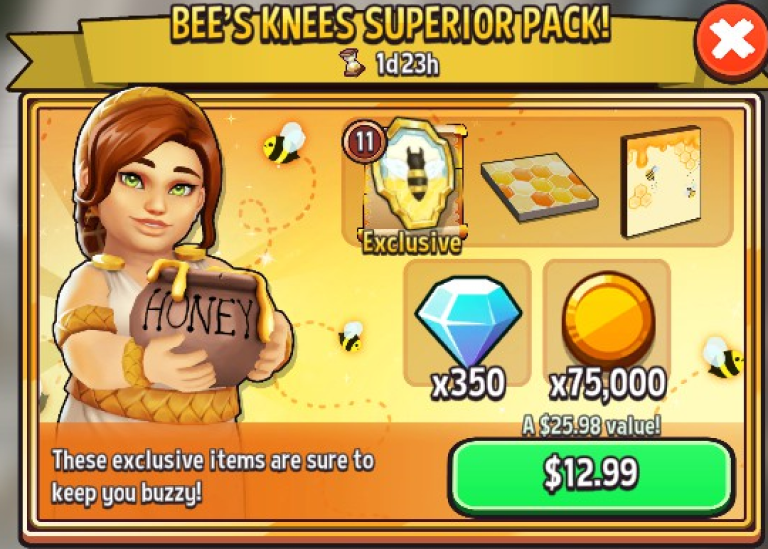 BEE'S KNEES SUPERIOR PACK!
1d23h
11
Exclusive
HONEY
x350
x75,000
A $25.98 value!
$12.99
These exclusive items are sure to
keep you buzzy!